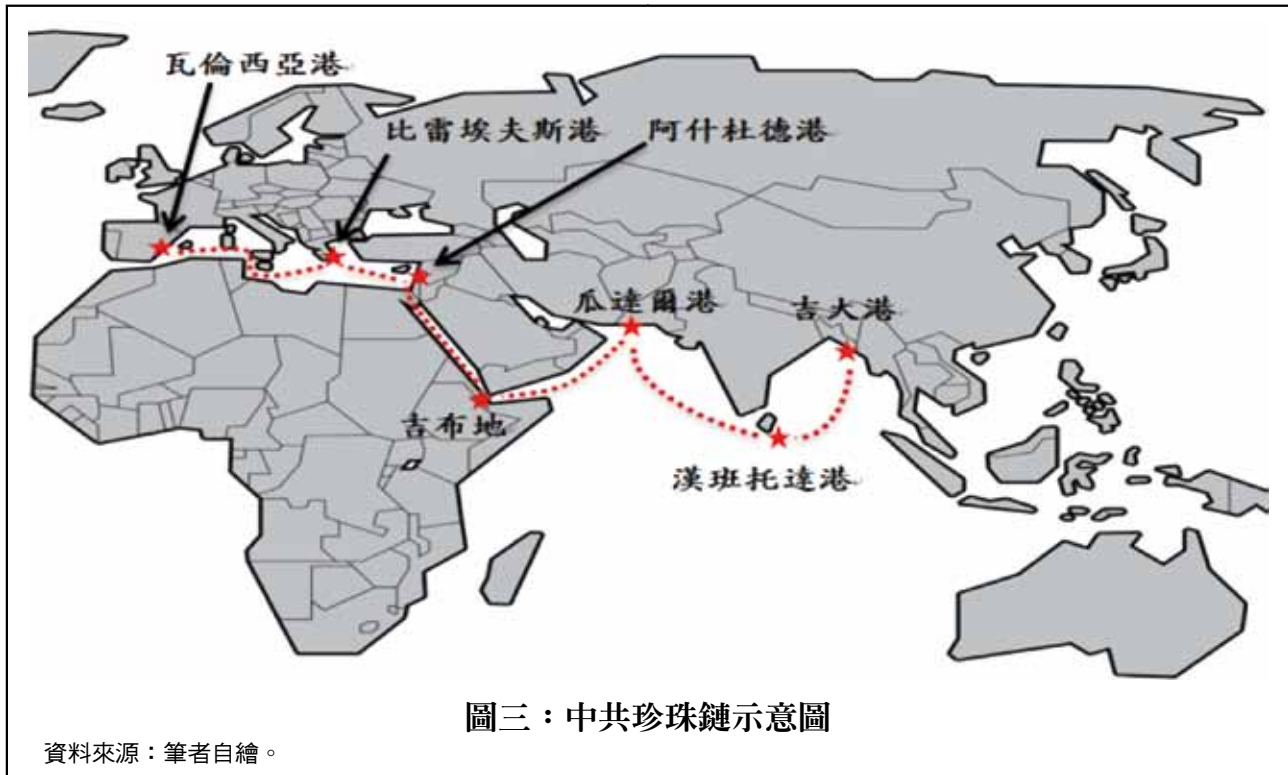 瓦倫西亞港
比雷埃夫斯港
阿什杜德港
瓜達爾港
吉大港
吉布地
漢班托達港
圖三：中共珍珠鏈示意圖
資料來源：筆者自繪。